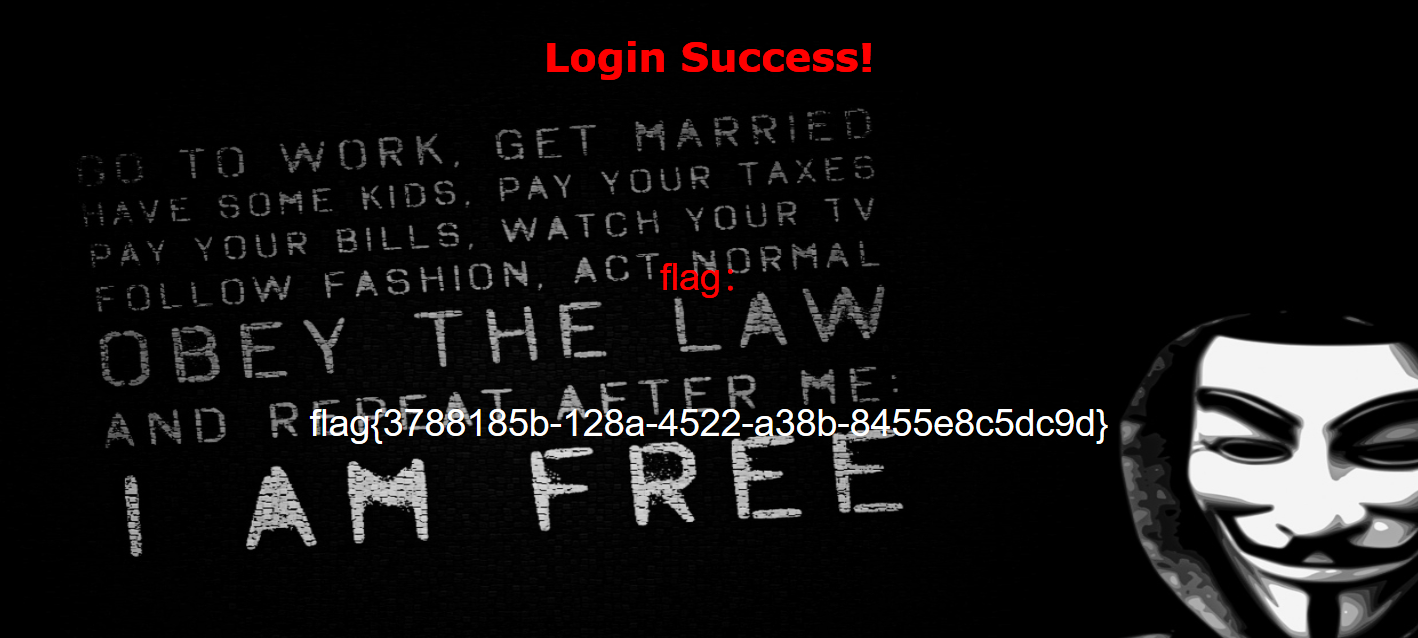 Login Success!
GO TO WORK, GET MARRIED
HAVE SOME KIDS, PAY YOUR TAXES
PAY YOUR BILLS, WATCH YOUR TV
FOLLOW FASHION, ACT NORMAL
flag:
OBEY THE LAW
AND REPEAT AFTER ME:
flag{3788185b-128a-4522-a38b-8455e8c5dc9d}
I AM FREE